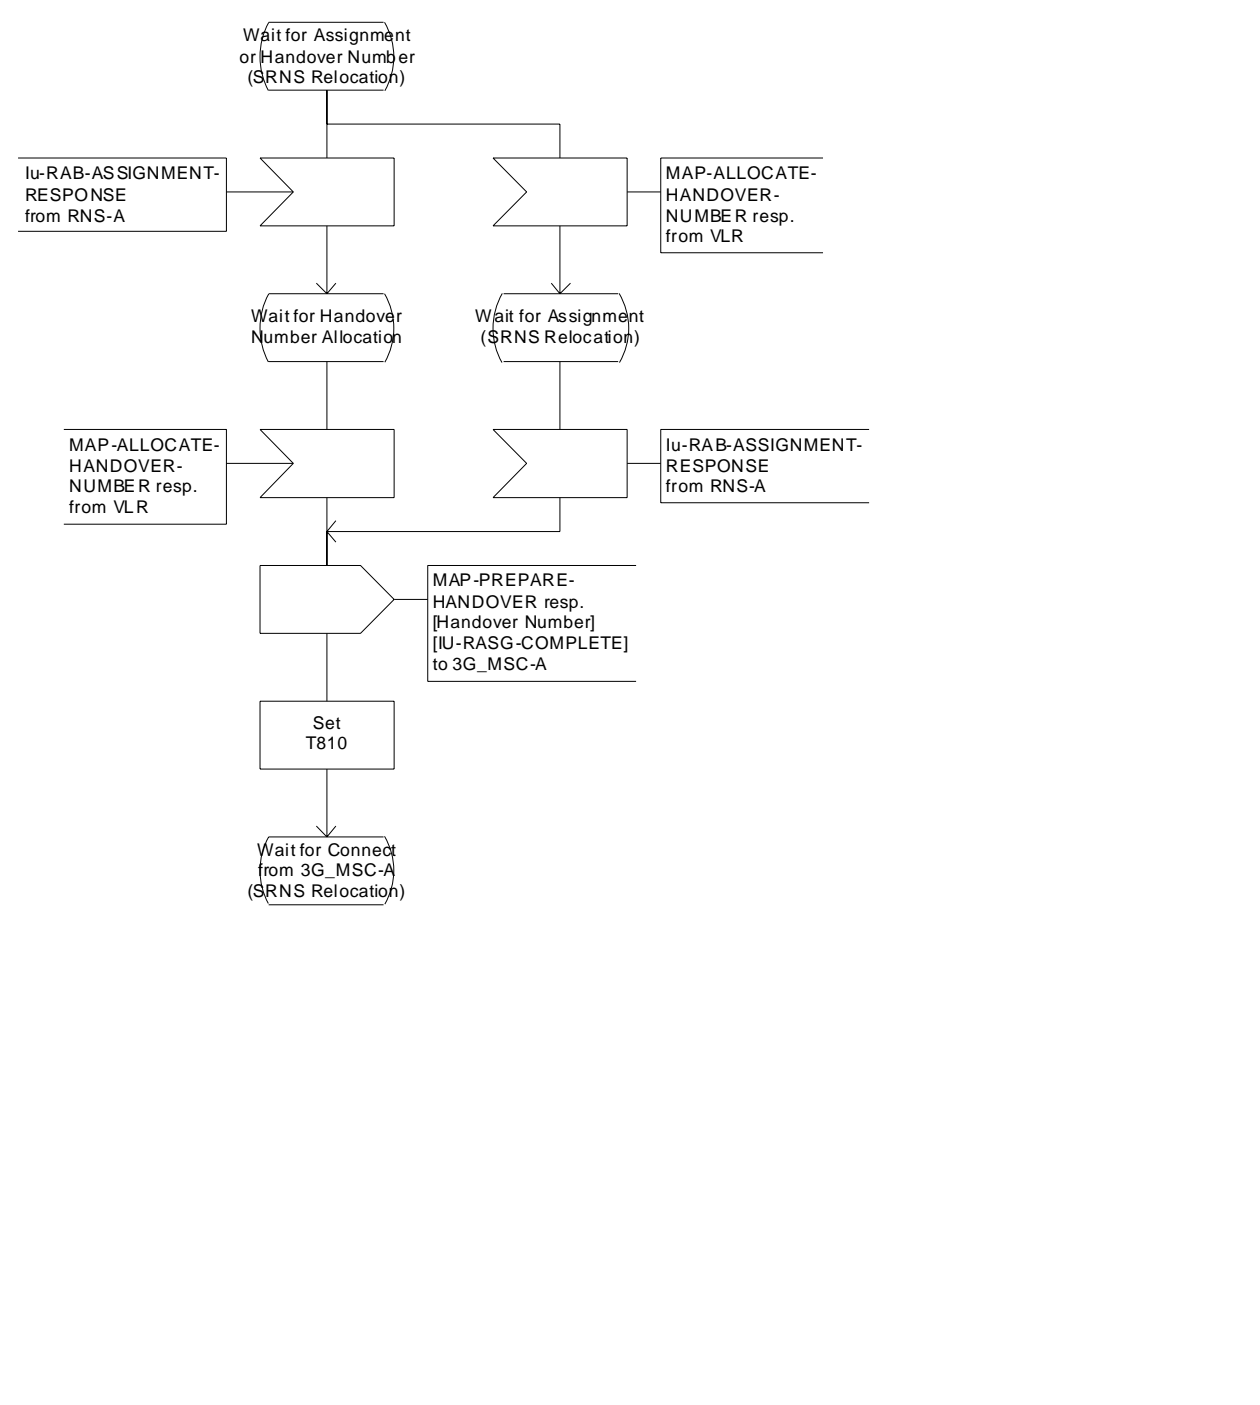 Wait for Assignment
or Handover Number
(SRNS Relocation)
Iu-RAB-ASSIGNMENT-
RESPONSE
from RNS-A
MAP-ALLOCATE-
HANDOVER-
NUMBER resp.
from VLR
Wait for Handover
Number Allocation
Wait for Assignment
(SRNS Relocation)
MAP-ALLOCATE-
HANDOVER-
NUMBER resp.
from VLR
Iu-RAB-ASSIGNMENT-
RESPONSE
from RNS-A
MAP-PREPARE-
HANDOVER resp.
[Handover Number]
[IU-RASG-COMPLETE]
to 3G_MSC-A
Set
T810
Wait for Connect
from 3G_MSC-A
(SRNS Relocation)